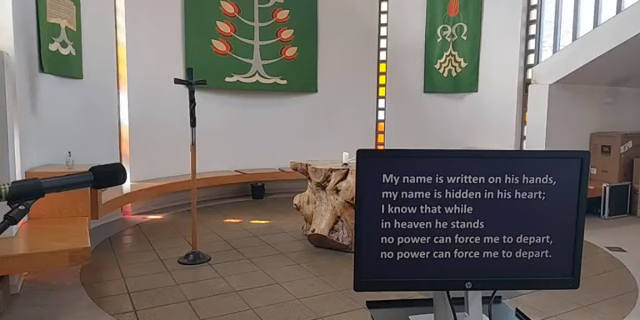 My name is written on his hands,
my name is hidden in his heart;
I know that while
in heaven he stands
no power can force me to depart,
no power can force me to depart.
hp